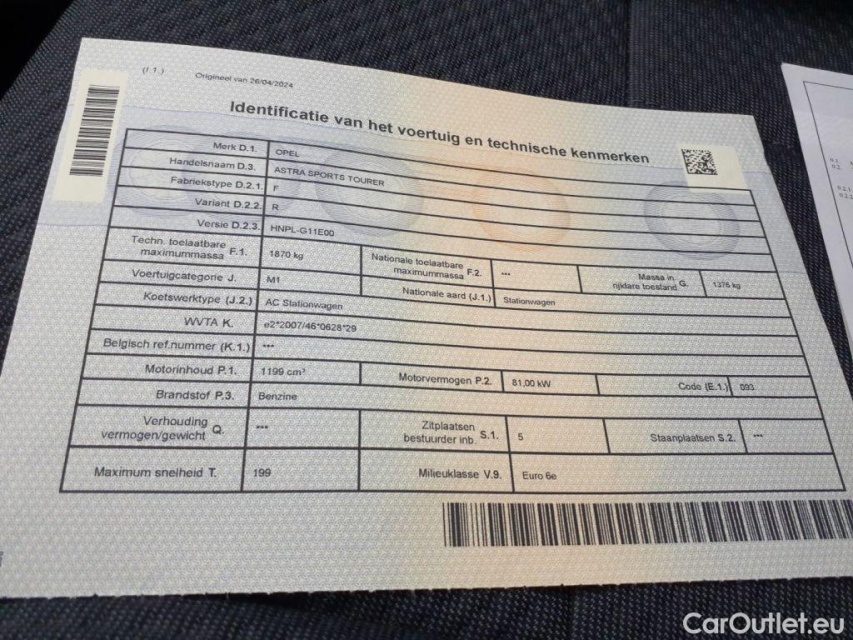 (I.1.)
Origineel van 26/04/2024
Identificatie van het voertuig en technische kenmerken
Merk D.1. OPEL
Handelsnaam D.3. ASTRA SPORTS TOURER
Fabriekstype D.2.1. F
Variant D.2.2. R
Versie D.2.3. HNPL-G11E00
Techn. toelaatbare maximummassa F.1. 1870 kg Nationale toelaatbare maximummassa F.2. *** Massa in rijklare toestand G. 1375 kg
Voertuigcategorie J. M1 Nationale aard (J.1.) Stationwagen
Koetswerktype (J.2.) AC Stationwagen
WVTA K. e2*2007/46*0628*29
Belgisch ref.nummer (K.1.) ***
Motorinhoud P.1. 1199 cm³ Motorvermogen P.2. 81,00 kW Code (E.1.) 093
Brandstof P.3. Benzine
Verhouding vermogen/gewicht Q. *** Zitplaatsen bestuurder inb. S.1. 5 Staanplaatsen S.2. ***
Maximum snelheid T. 199 Milieuklasse V.9. Euro 6e
CarOutlet.eu